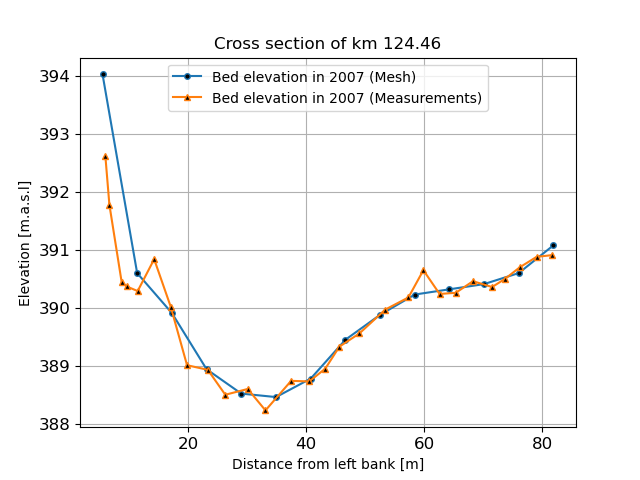 Cross section of km 124.46
Bed elevation in 2007 (Mesh)
Bed elevation in 2007 (Measurements)
Elevation [m.a.s.l]
394
393
392
391
390
389
388
20 40 60 80
Distance from left bank [m]